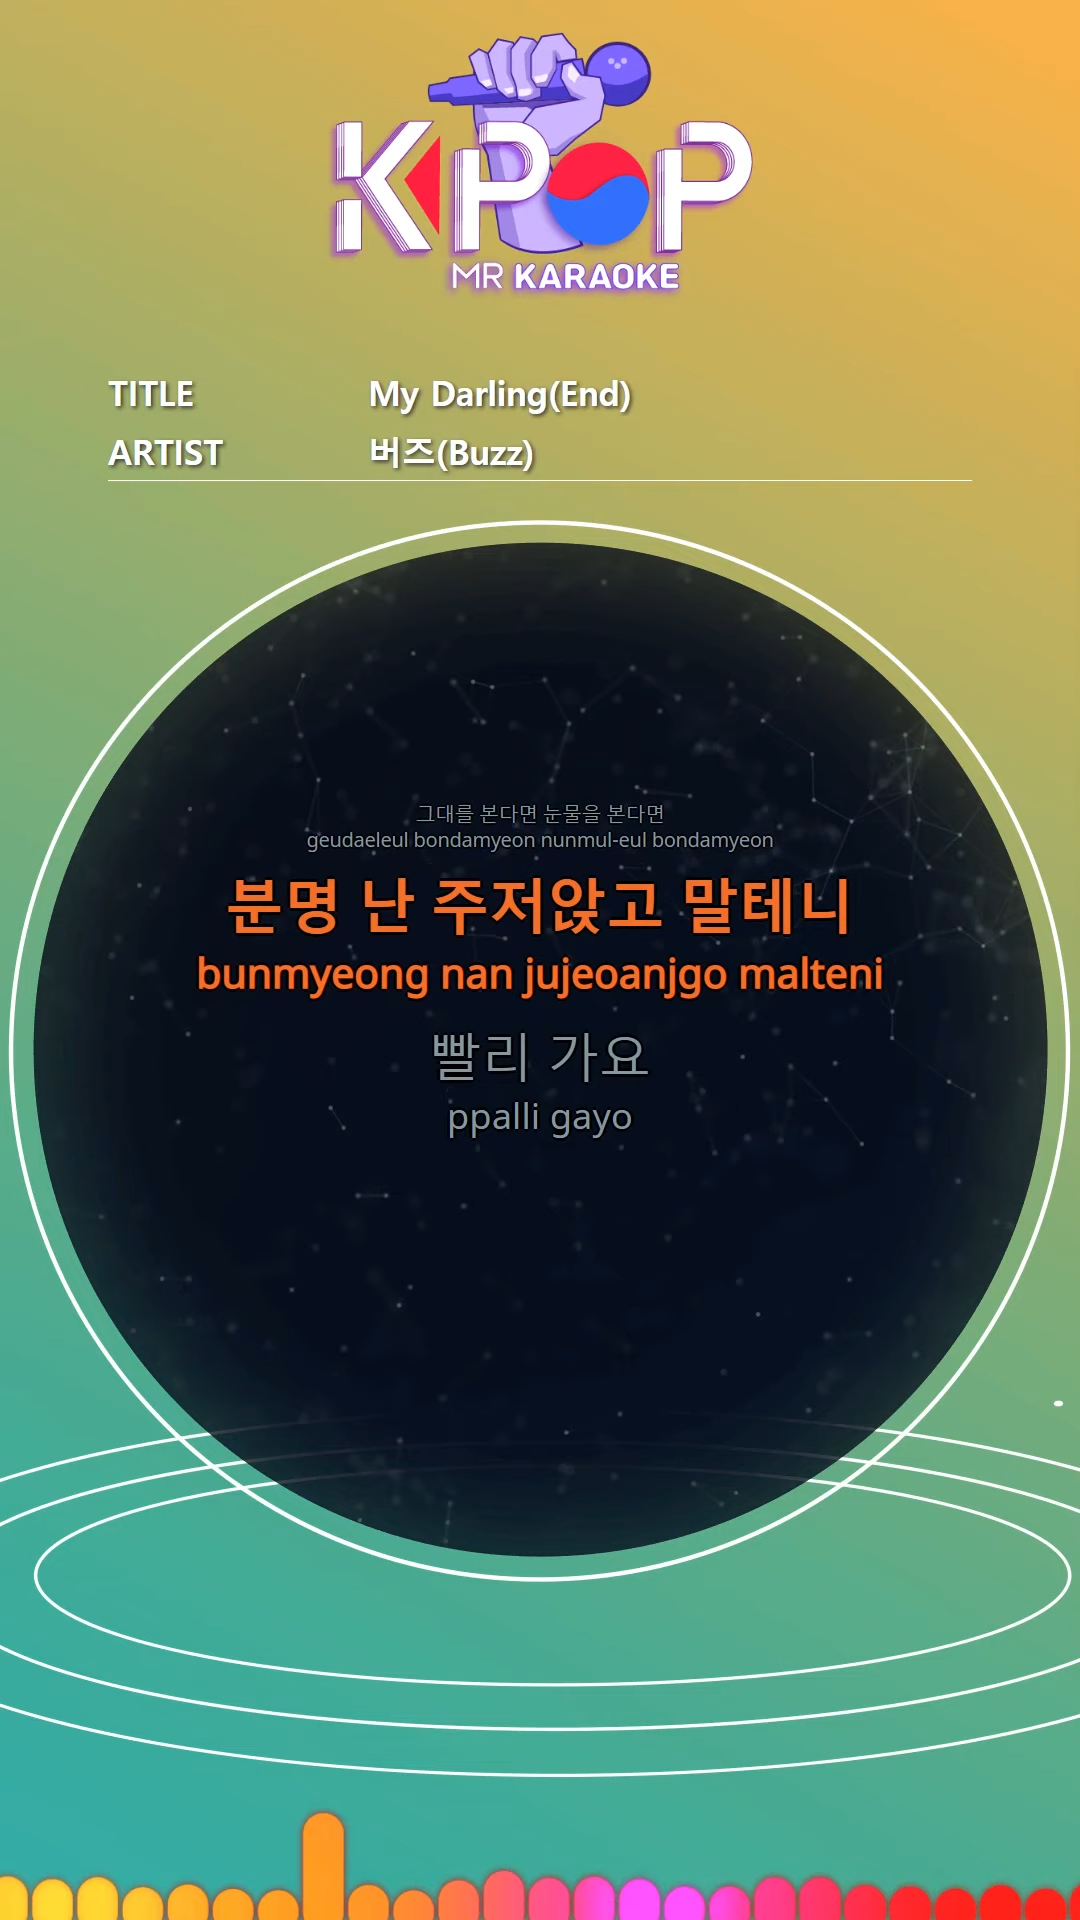 KPOP
MR KARAOKE
TITLE My Darling(End)
ARTIST 버즈(Buzz)
그대를 본다면 눈물을 본다면
geudaeleul bondamyeon nunmul-eul bondamyeon
분명 난 주저앉고 말테니
bunmyeong nan jujeoanjgo malteni
빨리 가요
ppalli gayo